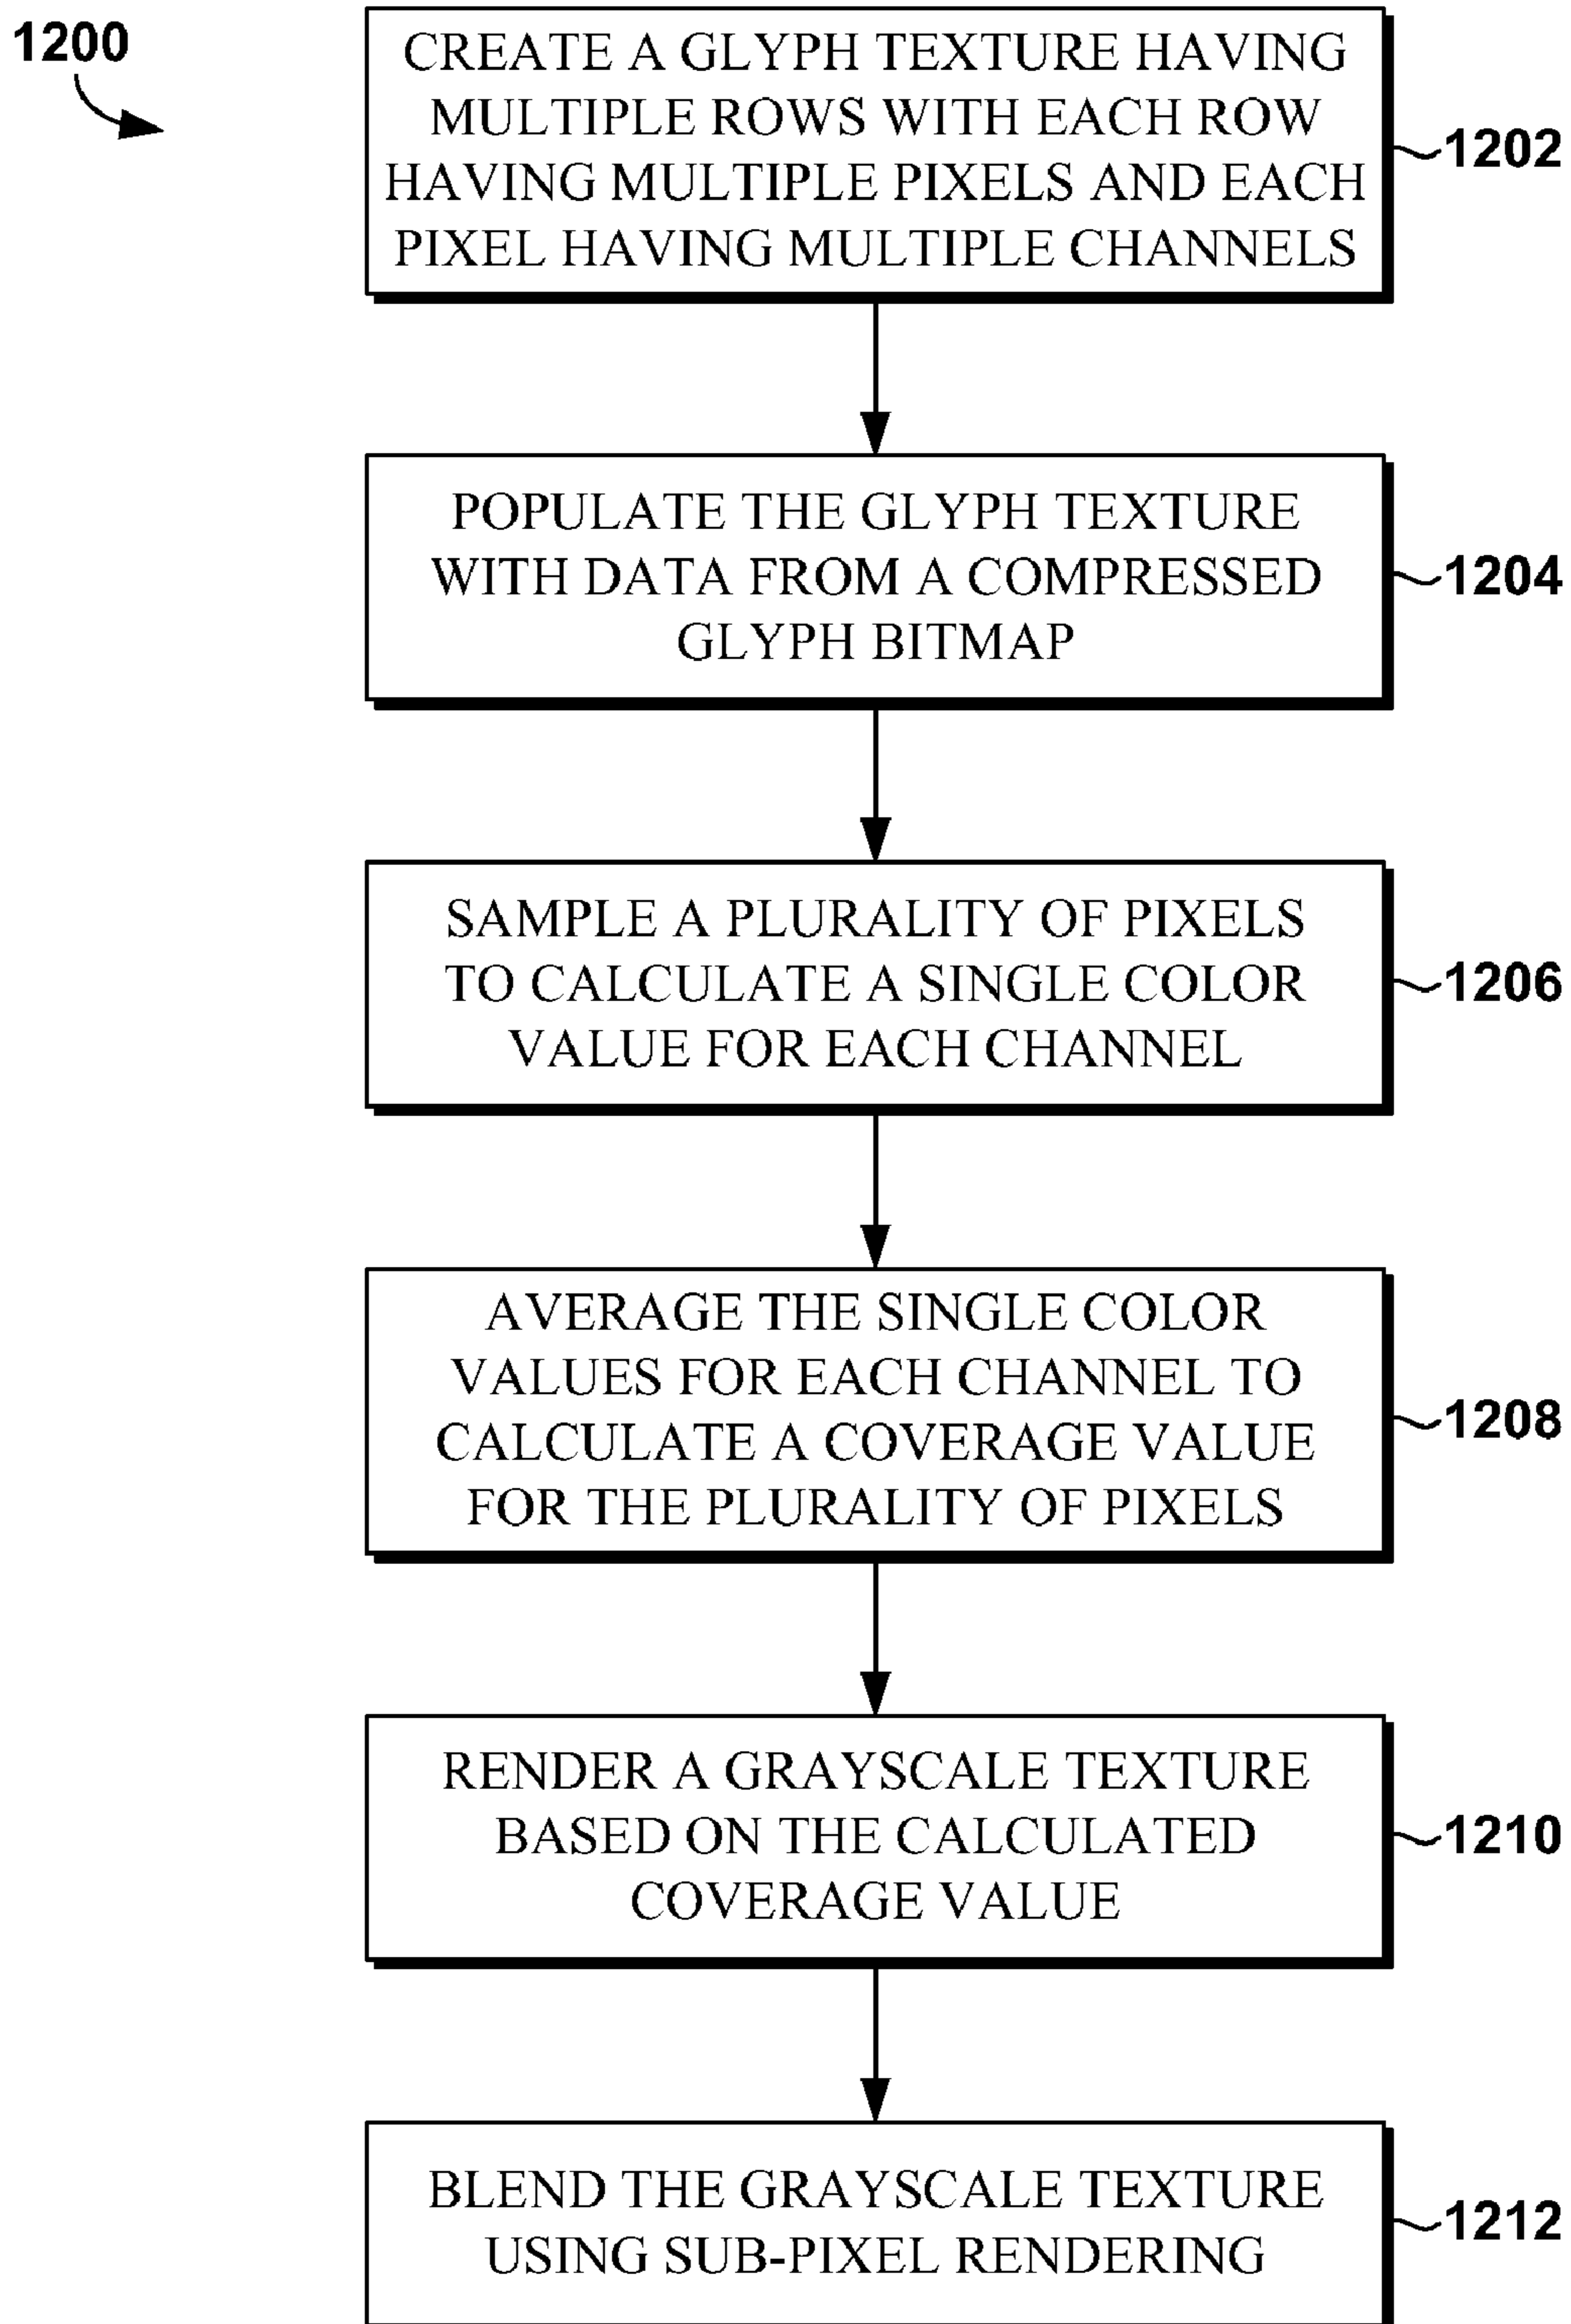 1200
CREATE A GLYPH TEXTURE HAVING
MULTIPLE ROWS WITH EACH ROW
HAVING MULTIPLE PIXELS AND EACH
PIXEL HAVING MULTIPLE CHANNELS
1202
POPULATE THE GLYPH TEXTURE
WITH DATA FROM A COMPRESSED
GLYPH BITMAP
1204
SAMPLE A PLURALITY OF PIXELS
TO CALCULATE A SINGLE COLOR
VALUE FOR EACH CHANNEL
1206
AVERAGE THE SINGLE COLOR
VALUES FOR EACH CHANNEL TO
CALCULATE A COVERAGE VALUE
FOR THE PLURALITY OF PIXELS
1208
RENDER A GRAYSCALE TEXTURE
BASED ON THE CALCULATED
COVERAGE VALUE
1210
BLEND THE GRAYSCALE TEXTURE
USING SUB-PIXEL RENDERING
1212